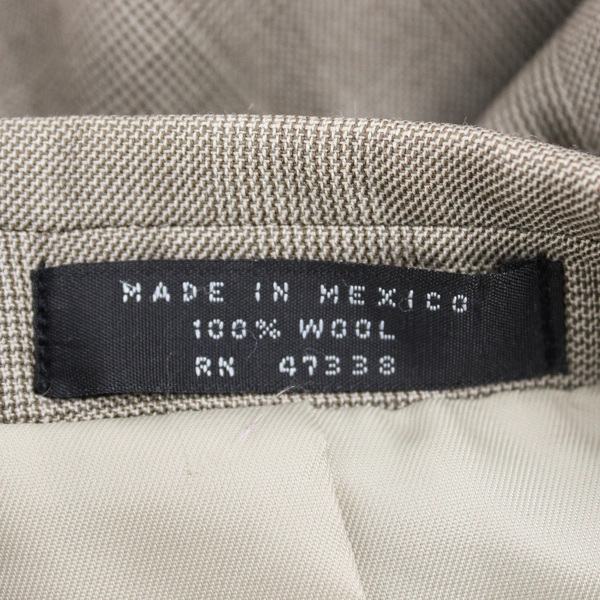 MADE IN MEXICO
100% WOOL
RN 47338